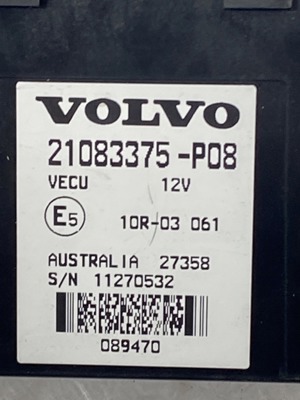 VOLVO
21083375-P08
VECU 12V
E5 10R-03 061
AUSTRALIA 27358
S/N 11270532
089470